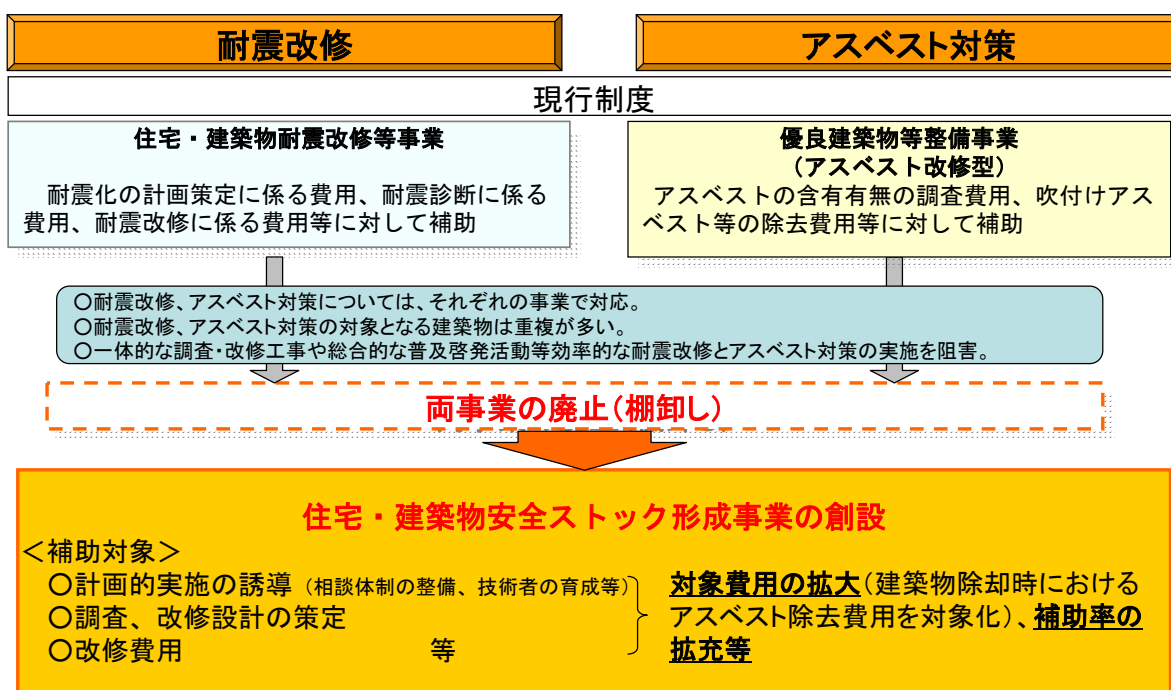 耐震改修
アスベスト対策
現行制度
住宅・建築物耐震改修等事業
耐震化の計画策定に係る費用、耐震診断に係る
費用、耐震改修に係る費用等に対して補助
優良建築物等整備事業
（アスベスト改修型）
アスベストの含有有無の調査費用、吹付けアス
ベスト等の除去費用等に対して補助
○耐震改修、アスベスト対策については、それぞれの事業で対応。
○耐震改修、アスベスト対策の対象となる建築物は重複が多い。
○一体的な調査・改修工事や総合的な普及啓発活動等効率的な耐震改修とアスベスト対策の実施を阻害。
両事業の廃止（棚卸し）
住宅・建築物安全ストック形成事業の創設
＜補助対象＞
○計画的実施の誘導（相談体制の整備、技術者の育成等）
○調査、改修設計の策定
○改修費用 等
対象費用の拡大（建築物除却時における
アスベスト除去費用を対象化）、補助率の
拡充等